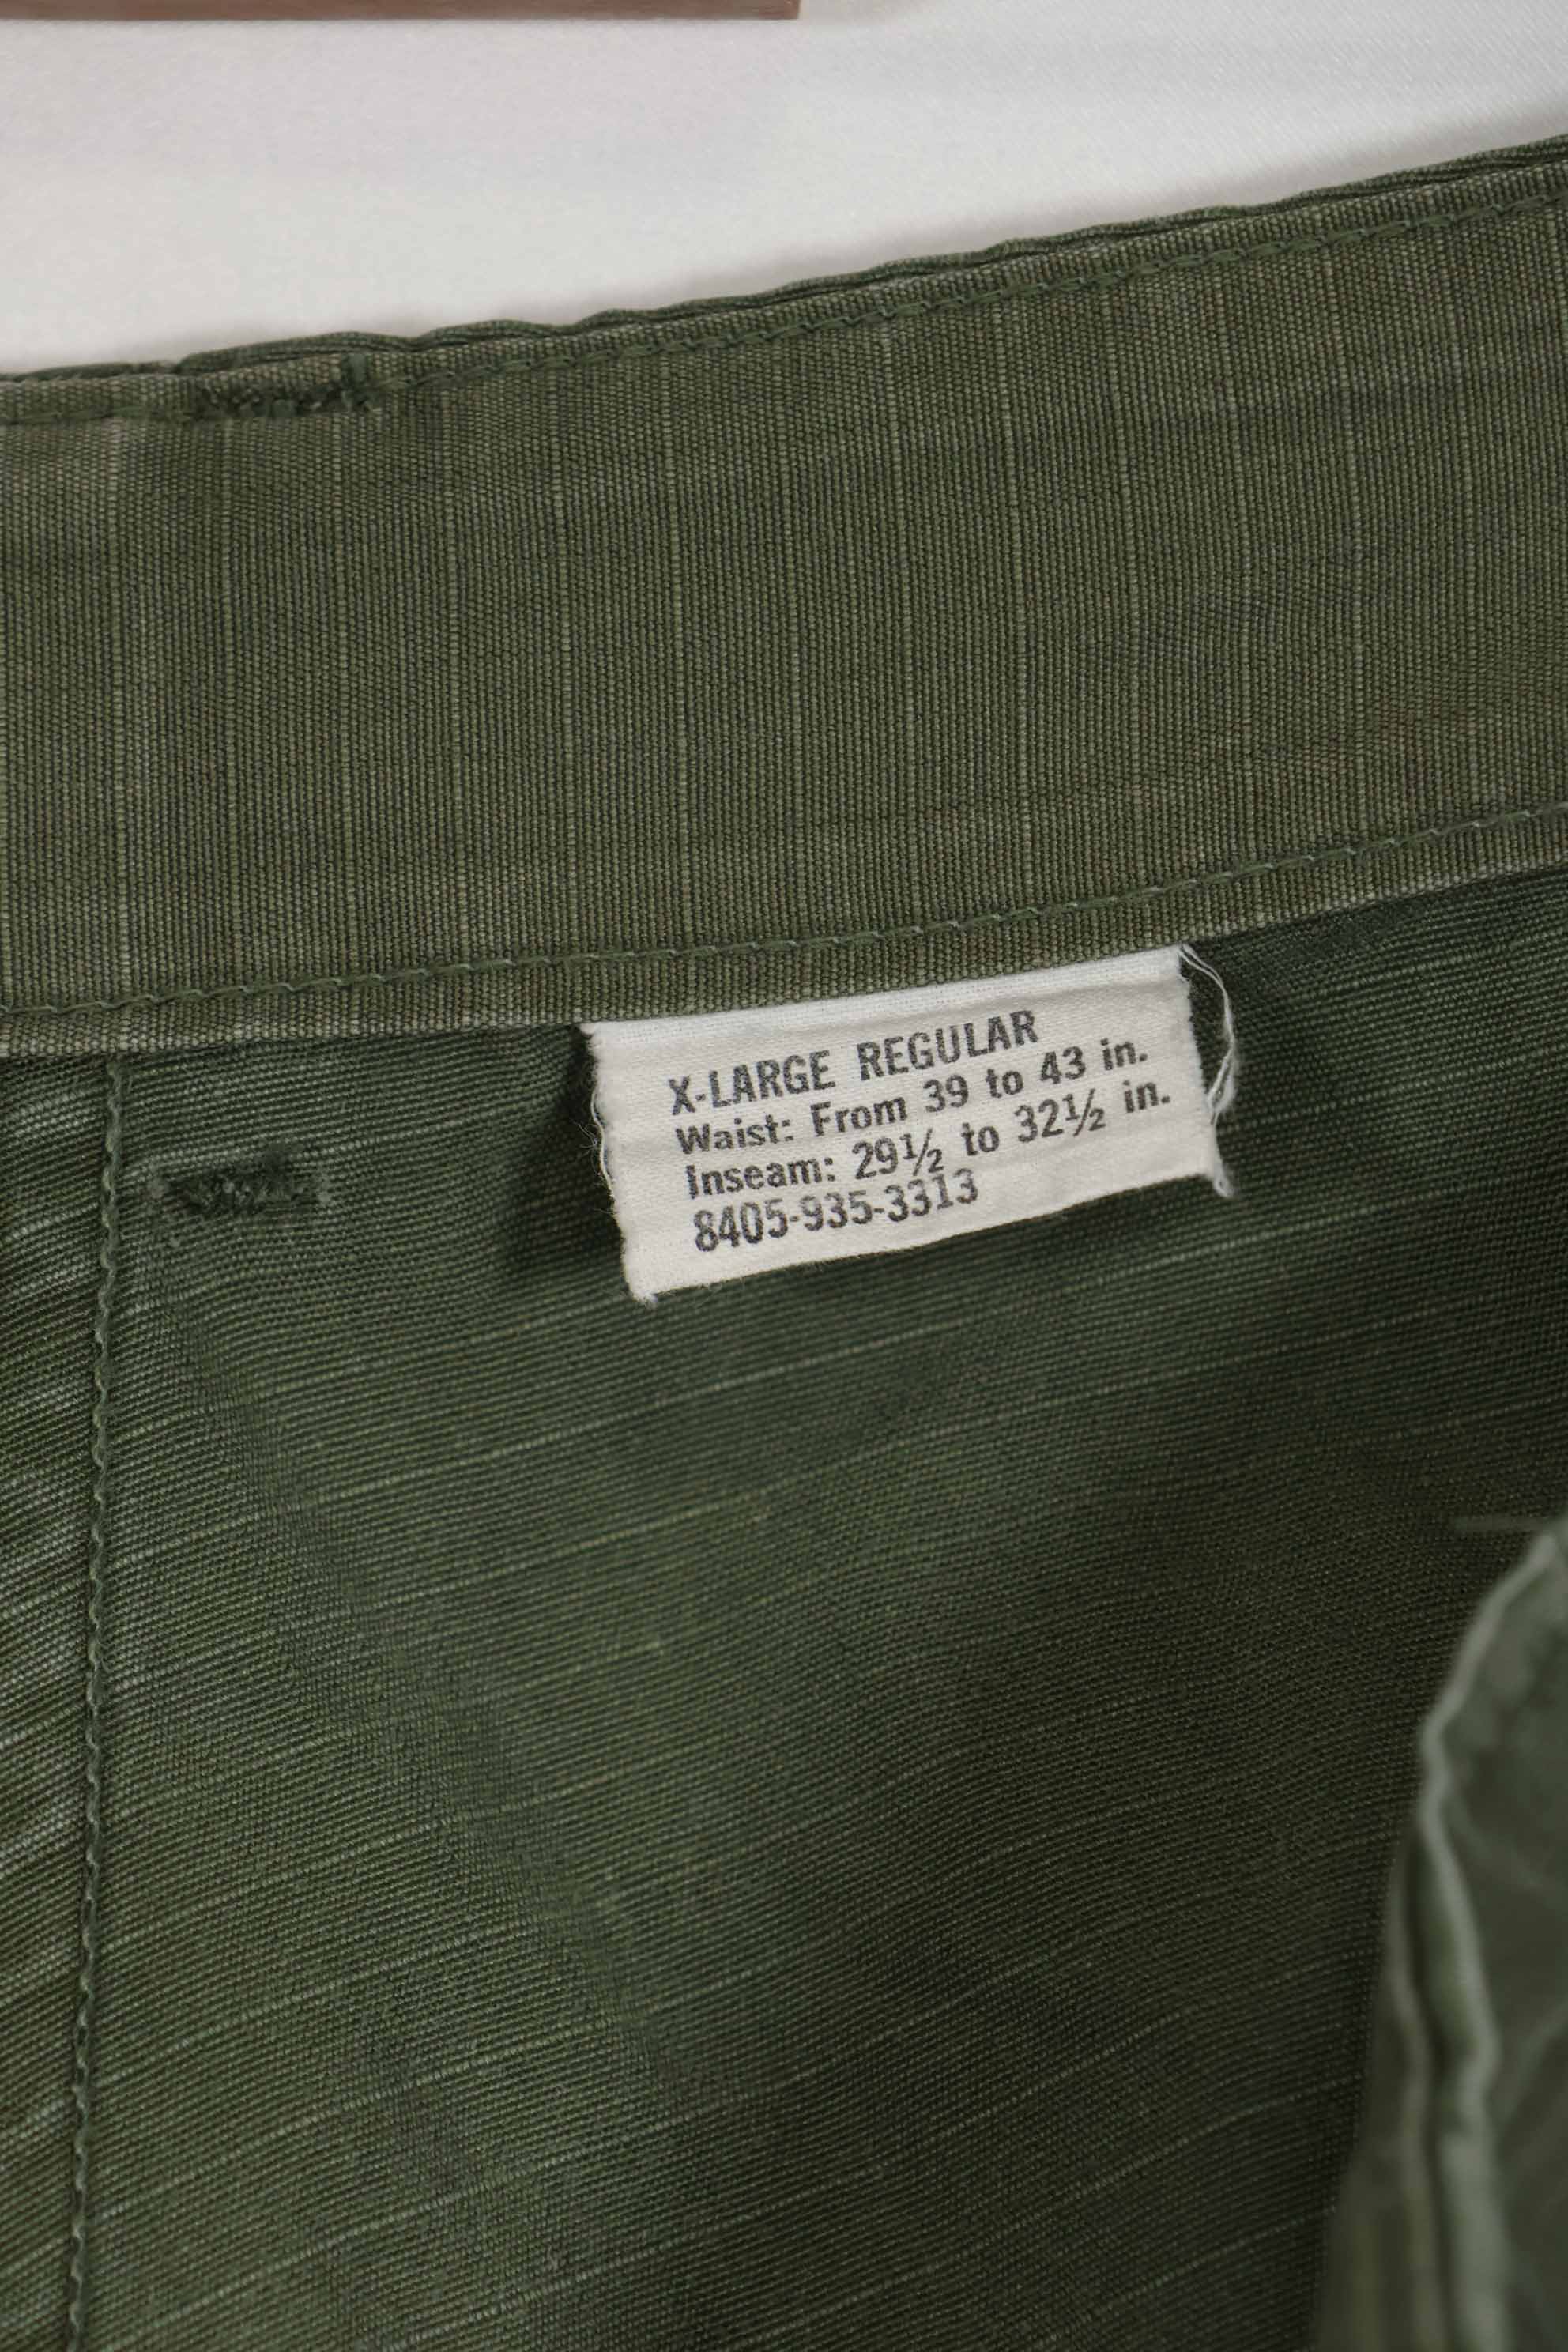 X-LARGE REGULAR
Waist: From 39 to 43 in.
Inseam: 29½ to 32½ in.
8405-935-3313